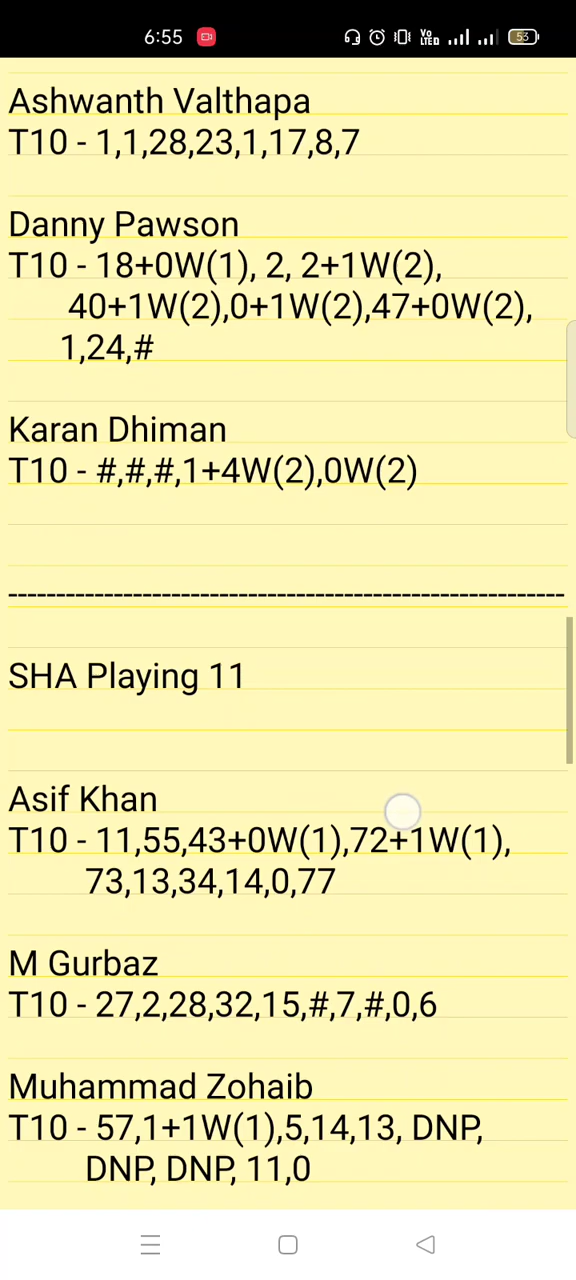 6:55
VoLTED
53
Ashwanth Valthapa
T10 - 1,1,28,23,1,17,8,7
Danny Pawson
T10 - 18+0W(1), 2, 2+1W(2),
40+1W(2),0+1W(2),47+0W(2),
1,24,#
Karan Dhiman
T10 - #,#,#,1+4W(2),0W(2)
------------------------------------------------------------
SHA Playing 11
Asif Khan
T10 - 11,55,43+0W(1),72+1W(1),
73,13,34,14,0,77
M Gurbaz
T10 - 27,2,28,32,15,#,7,#,0,6
Muhammad Zohaib
T10 - 57,1+1W(1),5,14,13, DNP,
DNP, DNP, 11,0